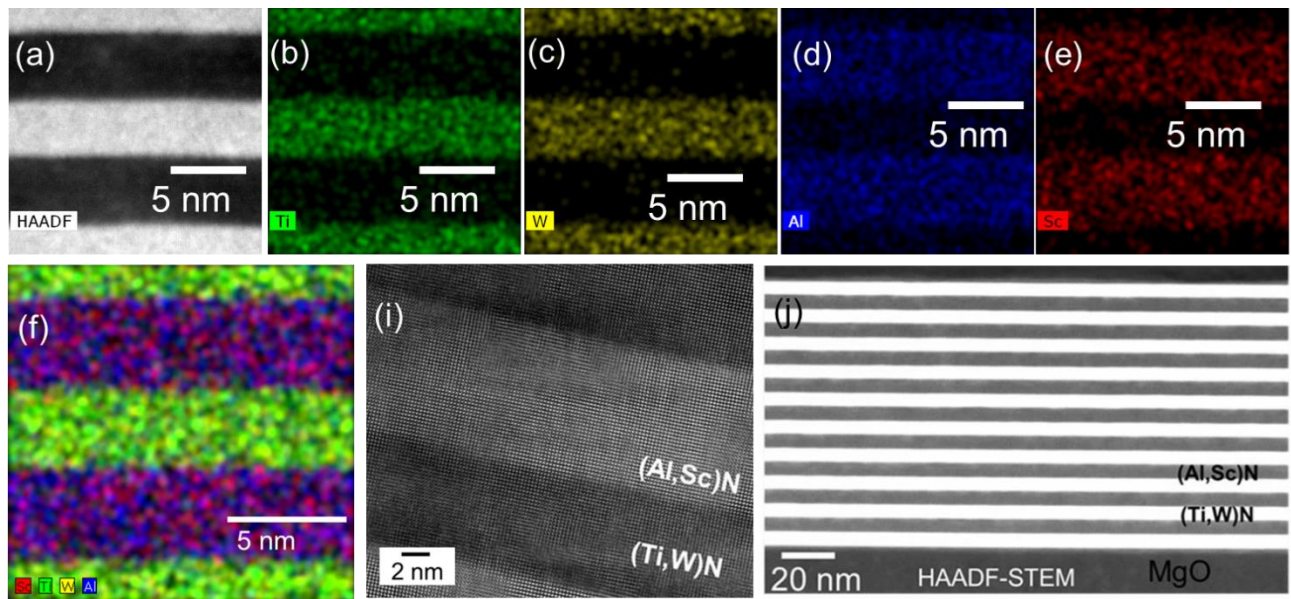 (a)
5 nm
HAADF
(b)
5 nm
Ti
(c)
5 nm
W
(d)
5 nm
Al
(e)
5 nm
Sc
(f)
5 nm
Sc Ti W Al
(i)
(Al,Sc)N
(Ti,W)N
2 nm
(j)
(Al,Sc)N
(Ti,W)N
20 nm
HAADF-STEM
MgO